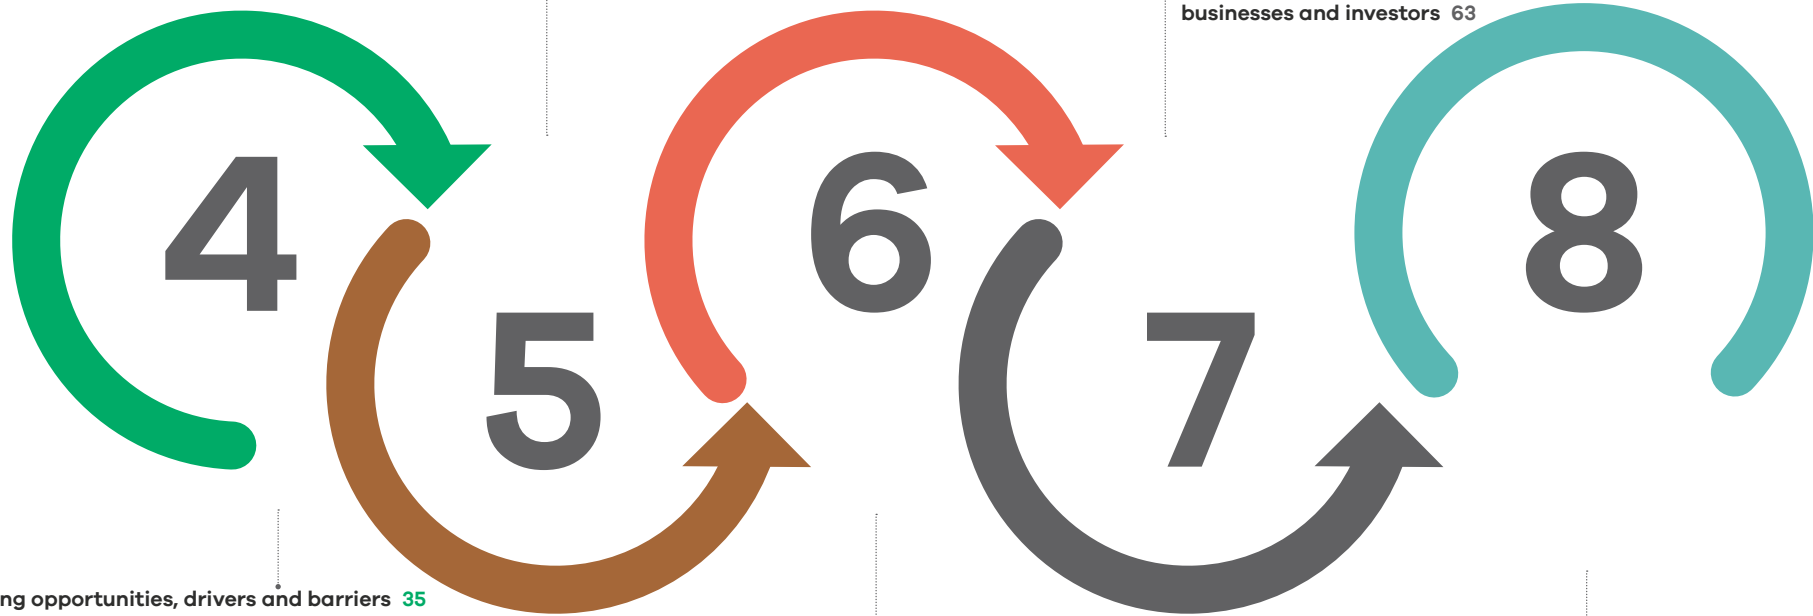 businesses and investors 63
4
6
8
5
7
ng opportunities, drivers and barriers 35